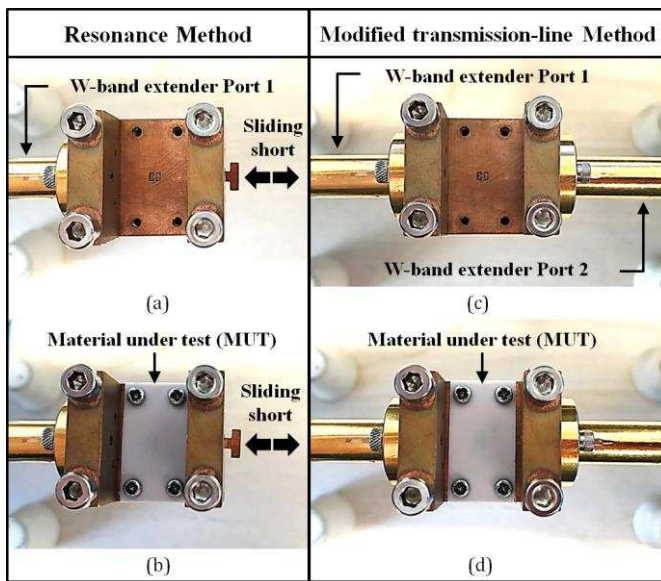 Resonance Method
Modified transmission-line Method
W-band extender Port 1
Sliding
short
(a)
W-band extender Port 1
W-band extender Port 2
(c)
Material under test (MUT)
Sliding
short
(b)
Material under test (MUT)
(d)